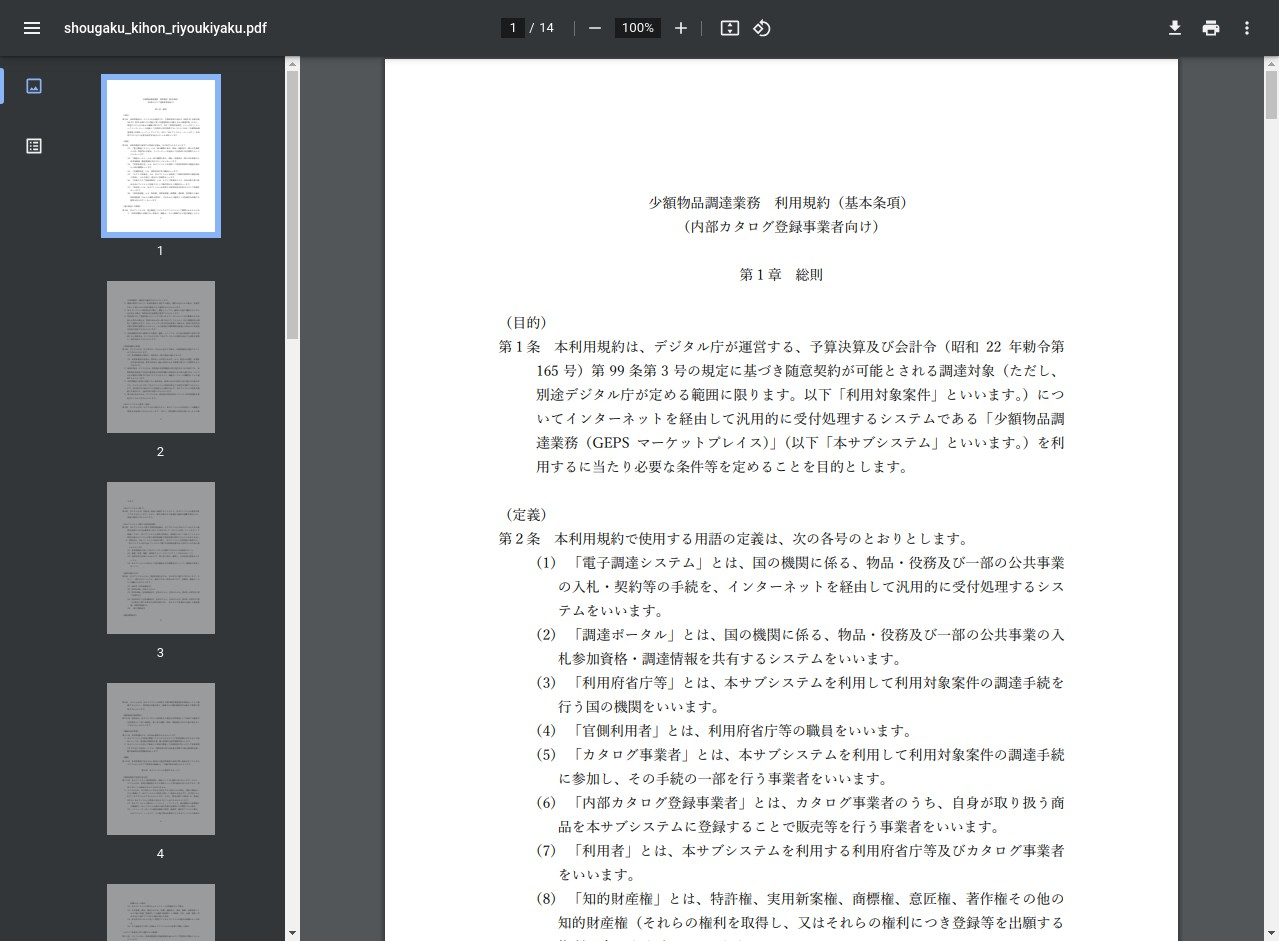 shougaku_kihon_riyoukiyaku.pdf
1 / 14
100%
1
2
3
4
少額物品調達業務　利用規約（基本条項）
（内部カタログ登録事業者向け）
第１章　総則
（目的）
第１条　本利用規約は、デジタル庁が運営する、予算決算及び会計令（昭和 22 年勅令第
165 号）第 99 条第 3 号の規定に基づき随意契約が可能とされる調達対象（ただし、
別途デジタル庁が定める範囲に限ります。以下「利用対象案件」といいます。）につ
いてインターネットを経由して汎用的に受付処理するシステムである「少額物品調
達業務（GEPS マーケットプレイス）」（以下「本サブシステム」といいます。）を利
用するに当たり必要な条件等を定めることを目的とします。
（定義）
第２条　本利用規約で使用する用語の定義は、次の各号のとおりとします。
(1) 「電子調達システム」とは、国の機関に係る、物品・役務及び一部の公共事業
の入札・契約等の手続を、インターネットを経由して汎用的に受付処理するシス
テムをいいます。
(2) 「調達ポータル」とは、国の機関に係る、物品・役務及び一部の公共事業の入
札参加資格・調達情報を共有するシステムをいいます。
(3) 「利用府省庁等」とは、本サブシステムを利用して利用対象案件の調達手続を
行う国の機関をいいます。
(4) 「官側利用者」とは、利用府省庁等の職員をいいます。
(5) 「カタログ事業者」とは、本サブシステムを利用して利用対象案件の調達手続
に参加し、その手続の一部を行う事業者をいいます。
(6) 「内部カタログ登録事業者」とは、カタログ事業者のうち、自身が取り扱う商
品を本サブシステムに登録することで販売等を行う事業者をいいます。
(7) 「利用者」とは、本サブシステムを利用する利用府省庁等及びカタログ事業者
をいいます。
(8) 「知的財産権」とは、特許権、実用新案権、商標権、意匠権、著作権その他の
知的財産権（それらの権利を取得し、又はそれらの権利につき登録等を出願する